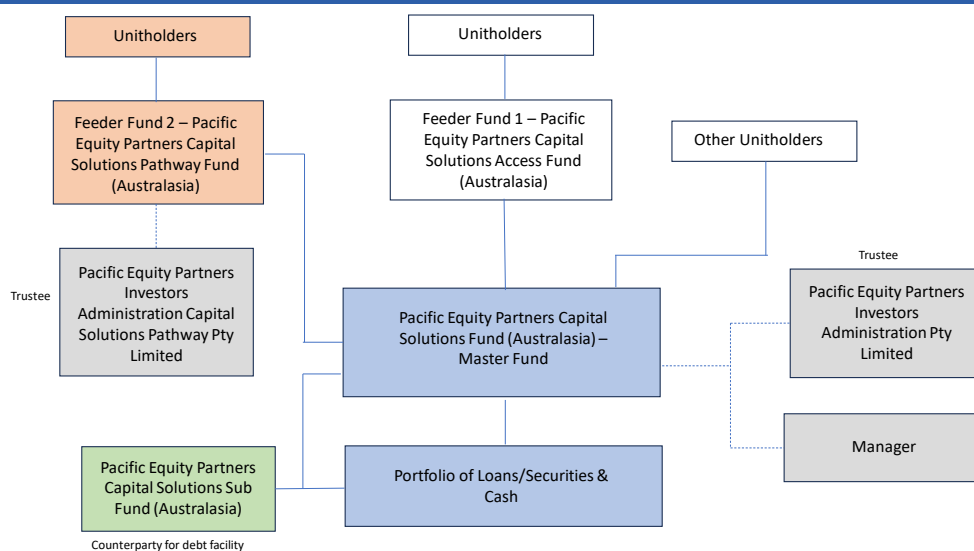 Unitholders
Unitholders
Feeder Fund 2 – Pacific
Equity Partners Capital
Solutions Pathway Fund
(Australasia)
Feeder Fund 1 – Pacific
Equity Partners Capital
Solutions Access Fund
(Australasia)
Other Unitholders
Trustee
Pacific Equity Partners
Investors
Administration Capital
Solutions Pathway Pty
Limited
Pacific Equity Partners Capital
Solutions Fund (Australasia) –
Master Fund
Trustee
Pacific Equity Partners
Investors
Administration Pty
Limited
Manager
Pacific Equity Partners
Capital Solutions Sub
Fund (Australasia)
Counterparty for debt facility
Portfolio of Loans/Securities &
Cash